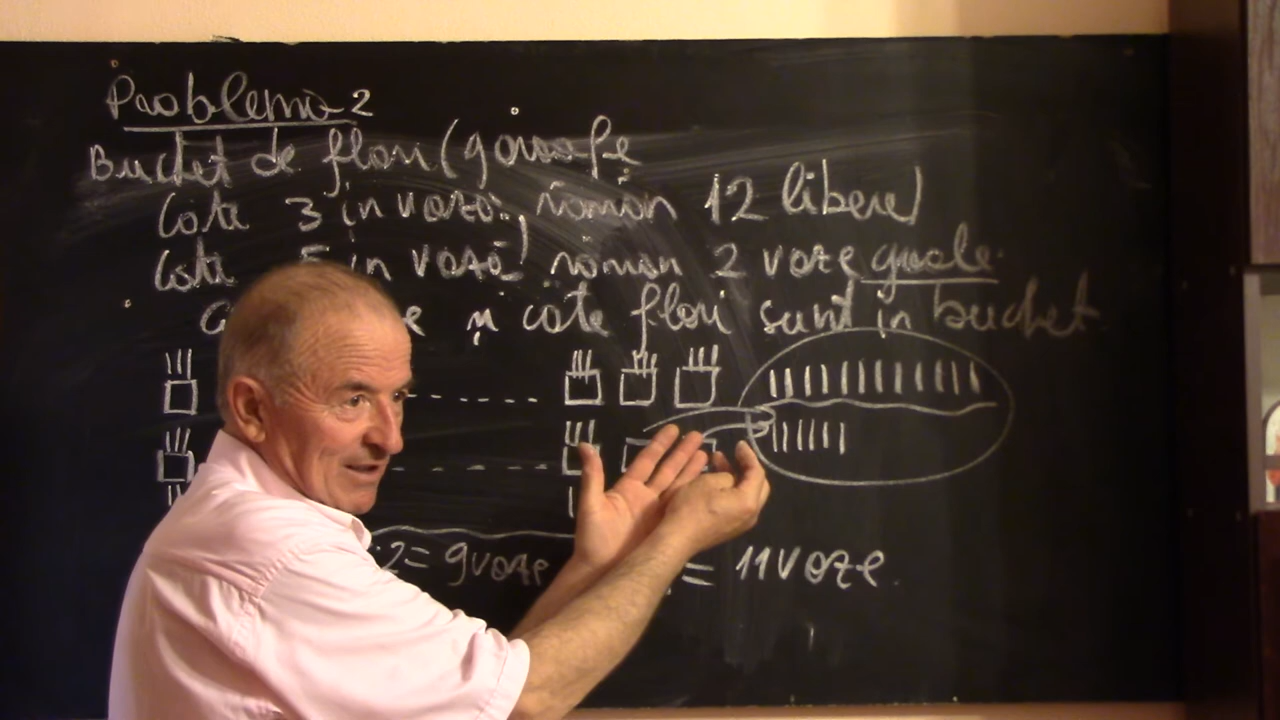 Problema 2
Buchet de flori (garoafe
Câte 3 în vază, rămân 12 libere)
Câte 5 în vază, rămân 2 vaze goale.
și câte flori sunt în buchet
2 = 9 vaze = 11 vaze.